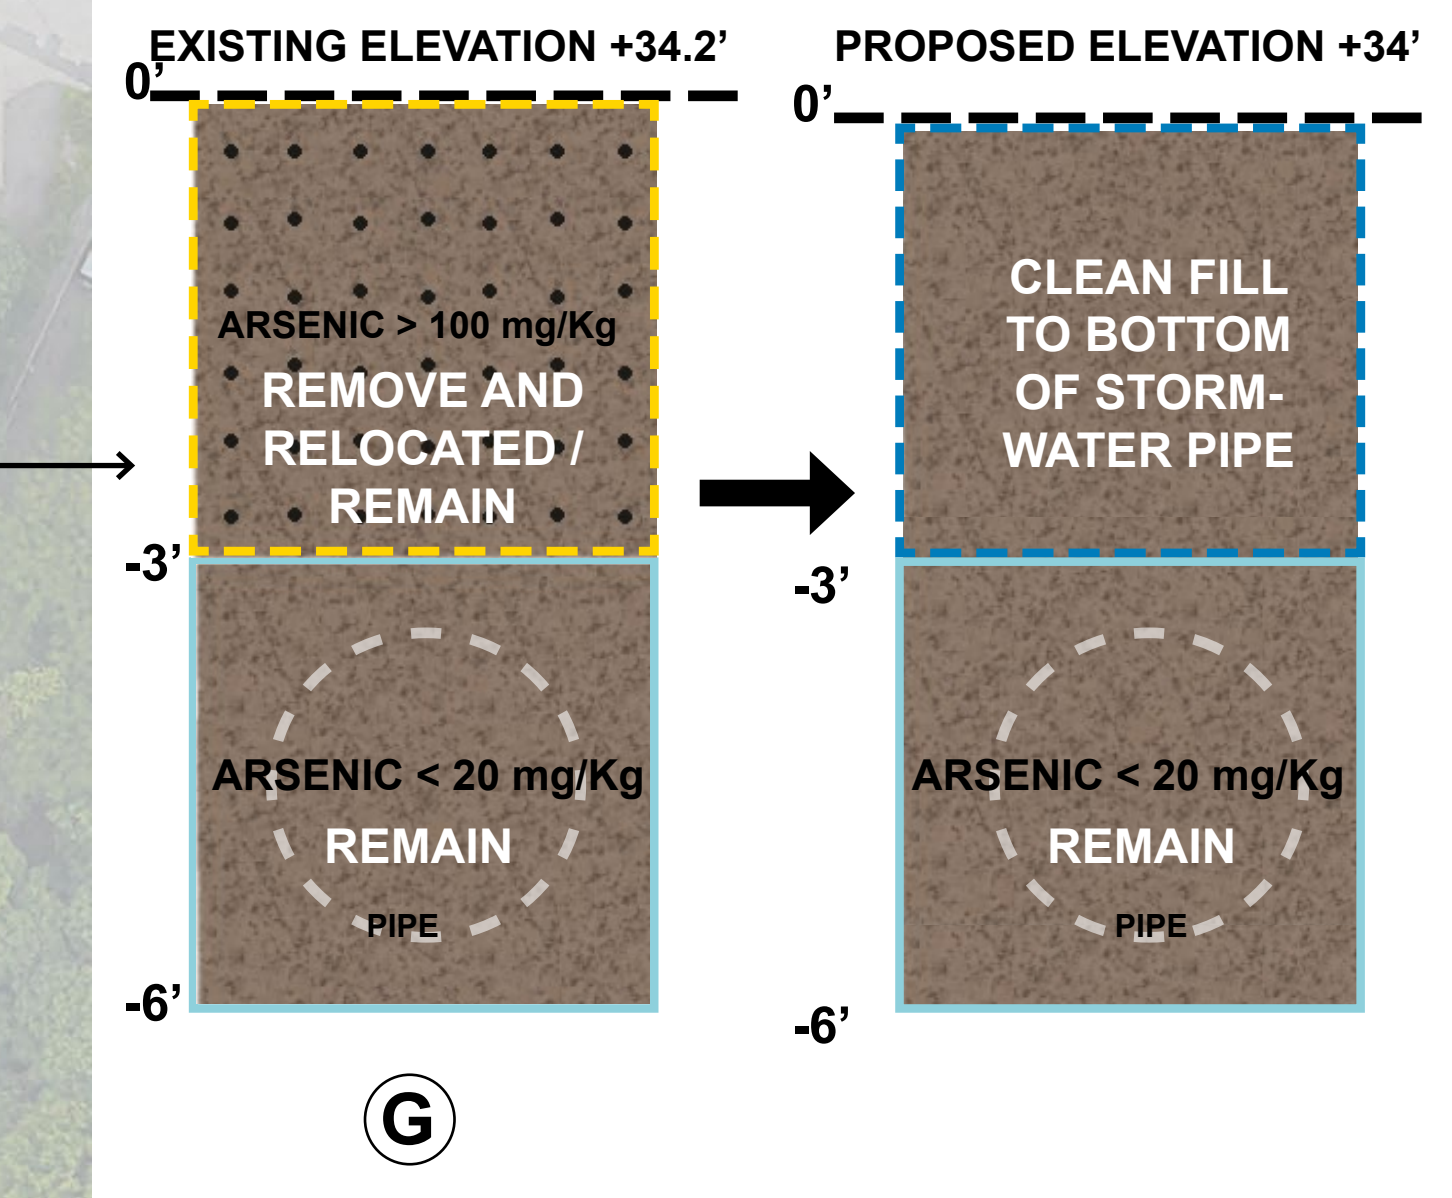 EXISTING ELEVATION +34.2’
0’
ARSENIC > 100 mg/Kg
REMOVE AND
RELOCATED /
REMAIN
-3’
ARSENIC < 20 mg/Kg
REMAIN
PIPE
-6’
G
PROPOSED ELEVATION +34’
0’
CLEAN FILL
TO BOTTOM
OF STORM-
WATER PIPE
-3’
ARSENIC < 20 mg/Kg
REMAIN
PIPE
-6’